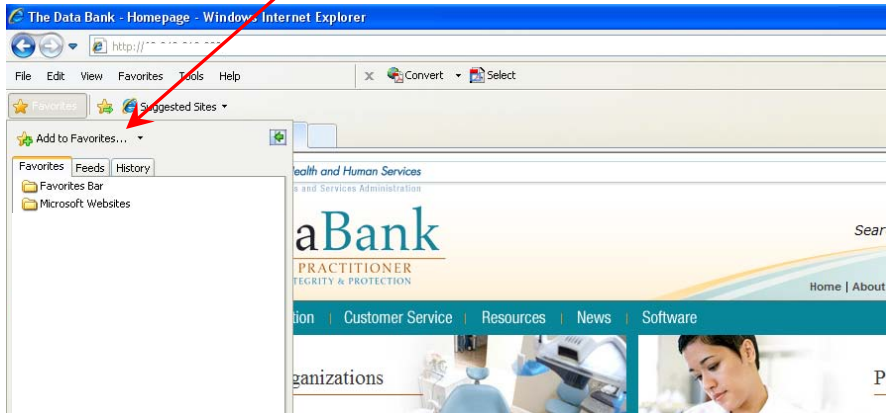 The Data Bank - Homepage - Windows Internet Explorer
http://
File Edit View Favorites Tools Help x Convert Select
Favorites Suggested Sites
Add to Favorites...
Favorites Feeds History
Favorites Bar
Microsoft Websites
ealth and Human Services
s and Services Administration
aBank
PRACTITIONER
TEGRITY & PROTECTION
Sear
Home | About
tion | Customer Service | Resources | News | Software
ganizations
P